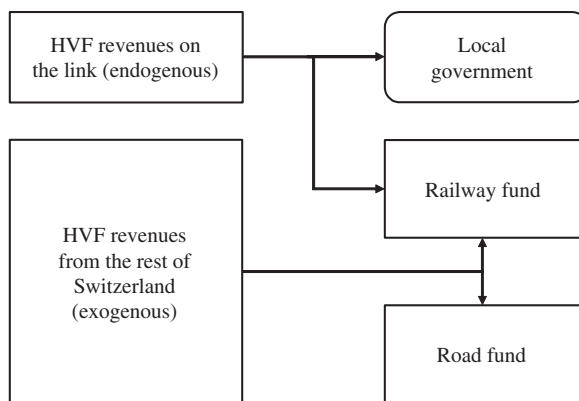 HVF revenues on
the link (endogenous)
Local
government
Railway fund
HVF revenues
from the rest of
Switzerland
(exogenous)
Road fund